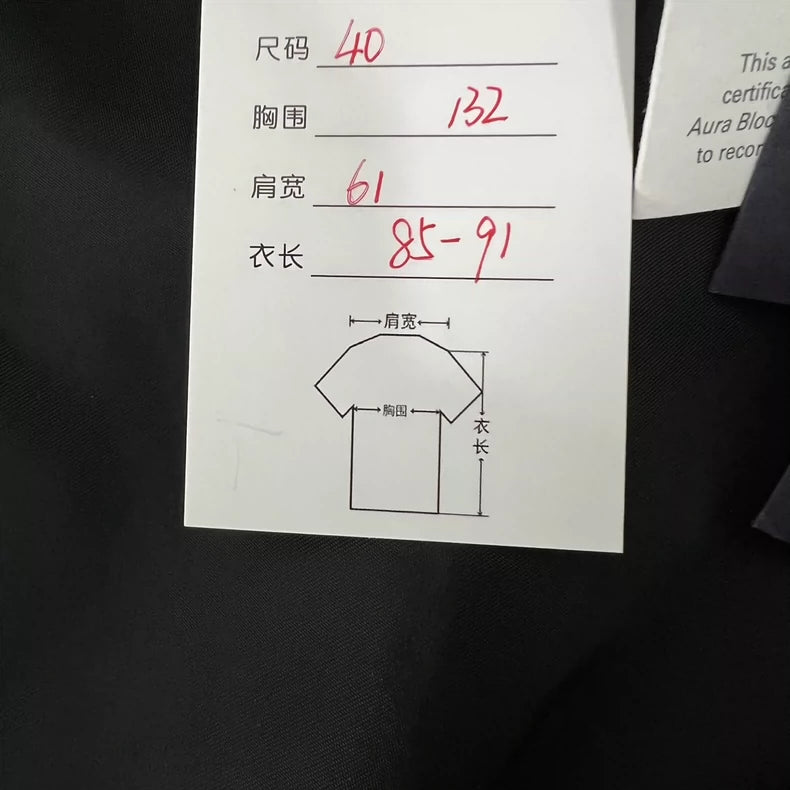 尺码 40
胸围 132
肩宽 61
衣长 85-91
肩宽
胸围
衣长
This a
certifica
Aura Bloc
to recor